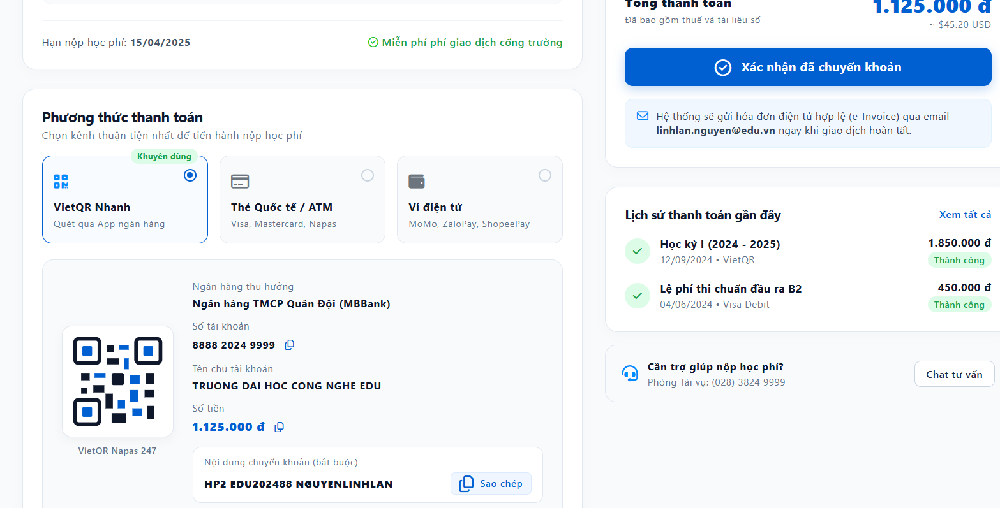 Hạn nộp học phí: 15/04/2025
Miễn phí phí giao dịch cổng trường
Phương thức thanh toán
Chọn kênh thuận tiện nhất để tiến hành nộp học phí
Khuyên dùng
VietQR Nhanh
Quét qua App ngân hàng
Thẻ Quốc tế / ATM
Visa, Mastercard, Napas
Ví điện tử
MoMo, ZaloPay, ShopeePay
VietQR Napas 247
Ngân hàng thụ hưởng
Ngân hàng TMCP Quân Đội (MBBank)
Số tài khoản
8888 2024 9999
Tên chủ tài khoản
TRUONG DAI HOC CONG NGHE EDU
Số tiền
1.125.000 đ
Nội dung chuyển khoản (bắt buộc)
HP2 EDU202488 NGUYENLINHLAN
Sao chép
Tổng thanh toán
1.125.000 đ
Đã bao gồm thuế và tài liệu số
~ $45.20 USD
Xác nhận đã chuyển khoản
Hệ thống sẽ gửi hóa đơn điện tử hợp lệ (e-Invoice) qua email
linhlan.nguyen@edu.vn ngay khi giao dịch hoàn tất.
Lịch sử thanh toán gần đây
Xem tất cả
Học kỳ I (2024 - 2025)
1.850.000 đ
12/09/2024 • VietQR
Thành công
Lệ phí thi chuẩn đầu ra B2
450.000 đ
04/06/2024 • Visa Debit
Thành công
Cần trợ giúp nộp học phí?
Phòng Tài vụ: (028) 3824 9999
Chat tư vấn